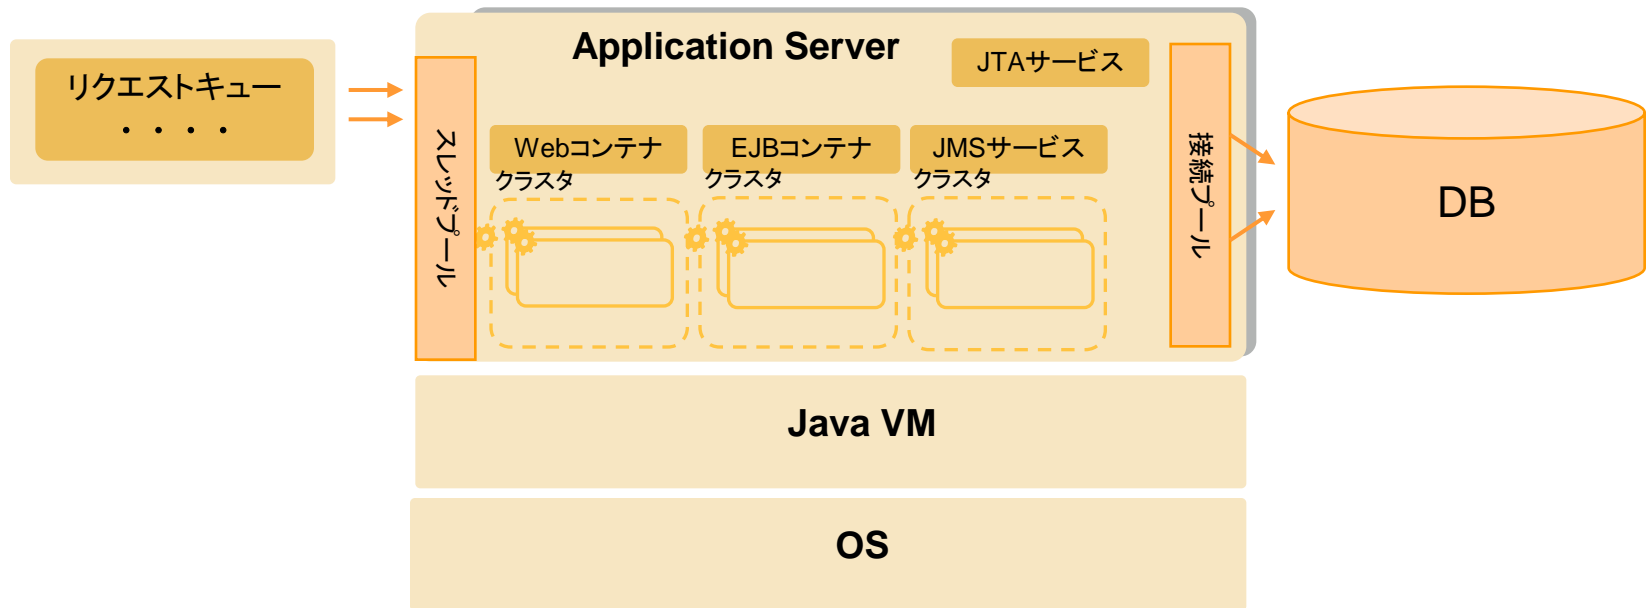 Application Server
JTAサービス
リクエストキュー
・・・・
スレッドプール
Webコンテナ
EJBコンテナ
JMSサービス
クラスタ
クラスタ
クラスタ
接続プール
DB
Java VM
OS